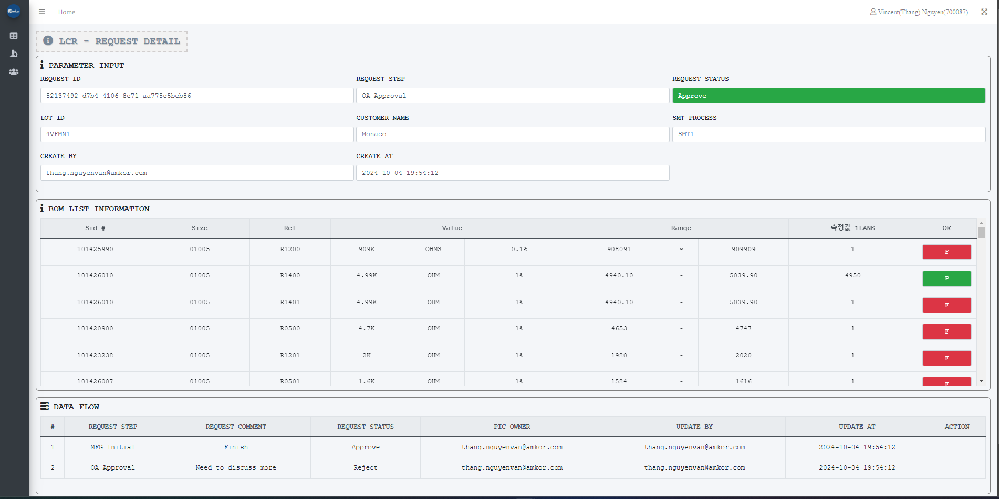 Amkor
Home
Vincent(Thang) Nguyen(700087)
LCR - REQUEST DETAIL
PARAMETER INPUT
REQUEST ID REQUEST STEP REQUEST STATUS
52137492-d7b4-4106-8e71-aa775c5beb86 QA Approval Approve
LOT ID CUSTOMER NAME SMT PROCESS
4VFMN1 Monaco SMT1
CREATE BY CREATE AT
thang.nguyenvan@amkor.com 2024-10-04 19:54:12
BOM LIST INFORMATION
Sid # Size Ref Value Range 측정값 1LANE OK
101425990 01005 R1200 909K OHMS 0.1% 908091 ~ 909909 1 F
101426010 01005 R1400 4.99K OHM 1% 4940.10 ~ 5039.90 4950 P
101426010 01005 R1401 4.99K OHM 1% 4940.10 ~ 5039.90 1 F
101420900 01005 R0500 4.7K OHM 1% 4653 ~ 4747 1 F
101423238 01005 R1201 2K OHM 1% 1980 ~ 2020 1 F
101426007 01005 R0501 1.6K OHM 1% 1584 ~ 1616 1 F
DATA FLOW
# REQUEST STEP REQUEST COMMENT REQUEST STATUS PIC OWNER UPDATE BY UPDATE AT ACTION
1 MFG Initial Finish Approve thang.nguyenvan@amkor.com thang.nguyenvan@amkor.com 2024-10-04 19:54:12
2 QA Approval Need to discuss more Reject thang.nguyenvan@amkor.com thang.nguyenvan@amkor.com 2024-10-04 19:54:12